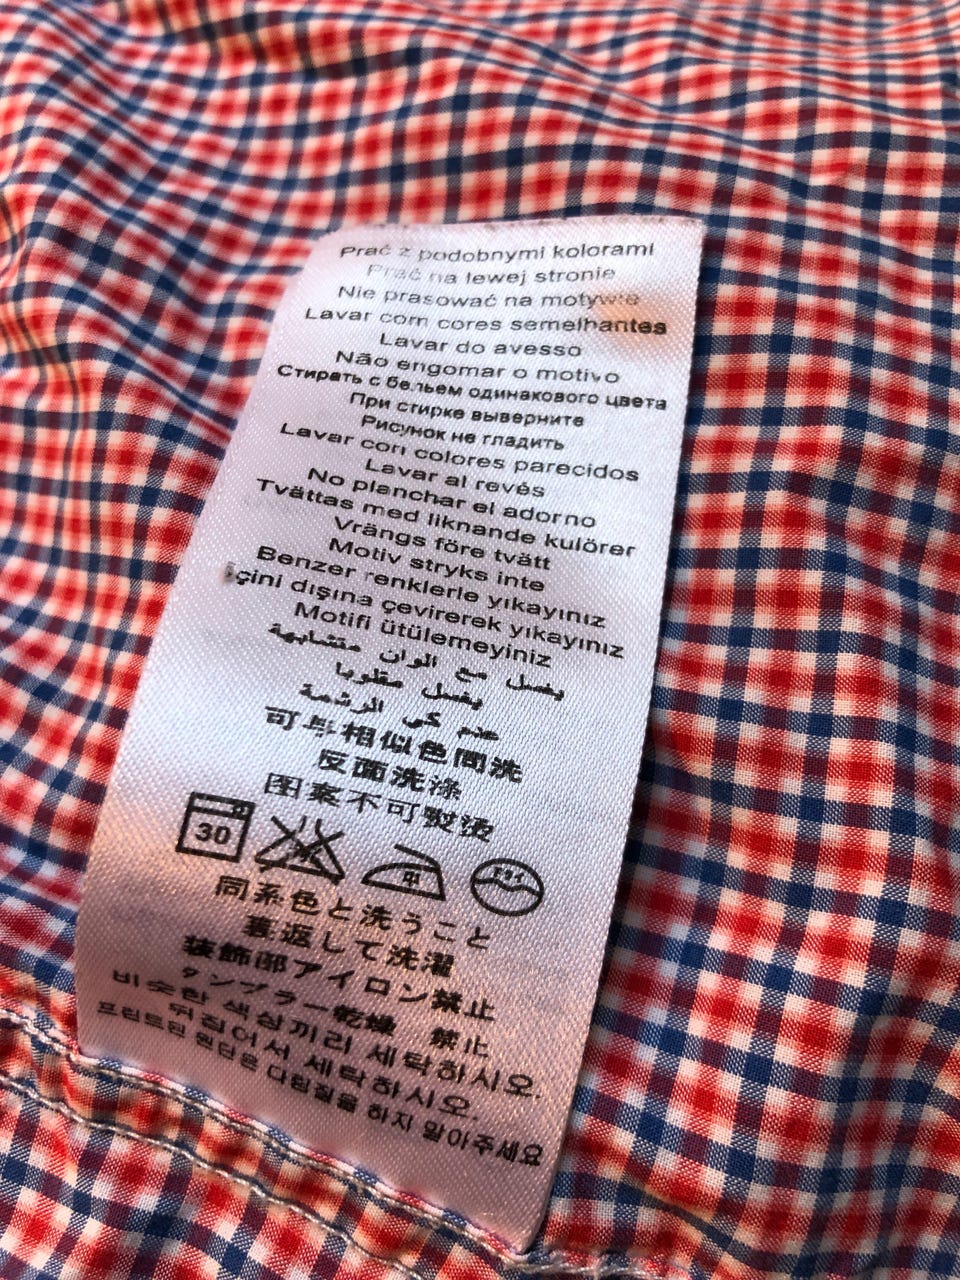 Prać z podobnymi kolorami
Prać na lewej stronie
Nie prasować na motywie
Lavar com cores semelhantes
Lavar do avesso
Não engomar o motivo
Стирать с бельем одинакового цвета
При стирке выверните
Рисунок не гладить
Lavar con colores parecidos
Lavar al revés
No planchar el adorno
Tvättas med liknande kulörer
Vrängs före tvätt
Motiv stryks inte
Benzer renklerle yıkayınız
İçini dışına çevirerek yıkayınız
Motifi ütülemeyiniz
يغسل مع الوان متشابهة
يغسل مقلوبا
عدم كي الرشمة
可与相似色同洗
反面洗涤
图案不可熨烫
30 中 ドライ
同系色と洗うこと
裏返して洗濯
装飾部アイロン禁止
タンブラー乾燥 禁止
비슷한 색상끼리 세탁하시오.
뒤집어서 세탁하시오.
프린트된 원단은 다림질을 하지 말아주세요